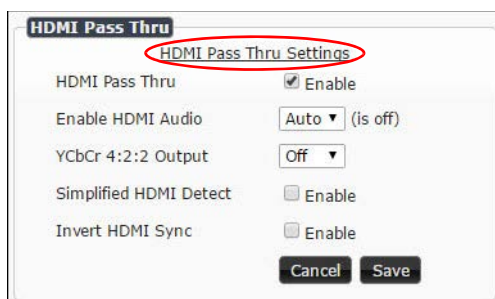 HDMI Pass Thru
HDMI Pass Thru Settings
HDMI Pass Thru Enable
Enable HDMI Audio Auto (is off)
YCbCr 4:2:2 Output Off
Simplified HDMI Detect Enable
Invert HDMI Sync Enable
Cancel Save